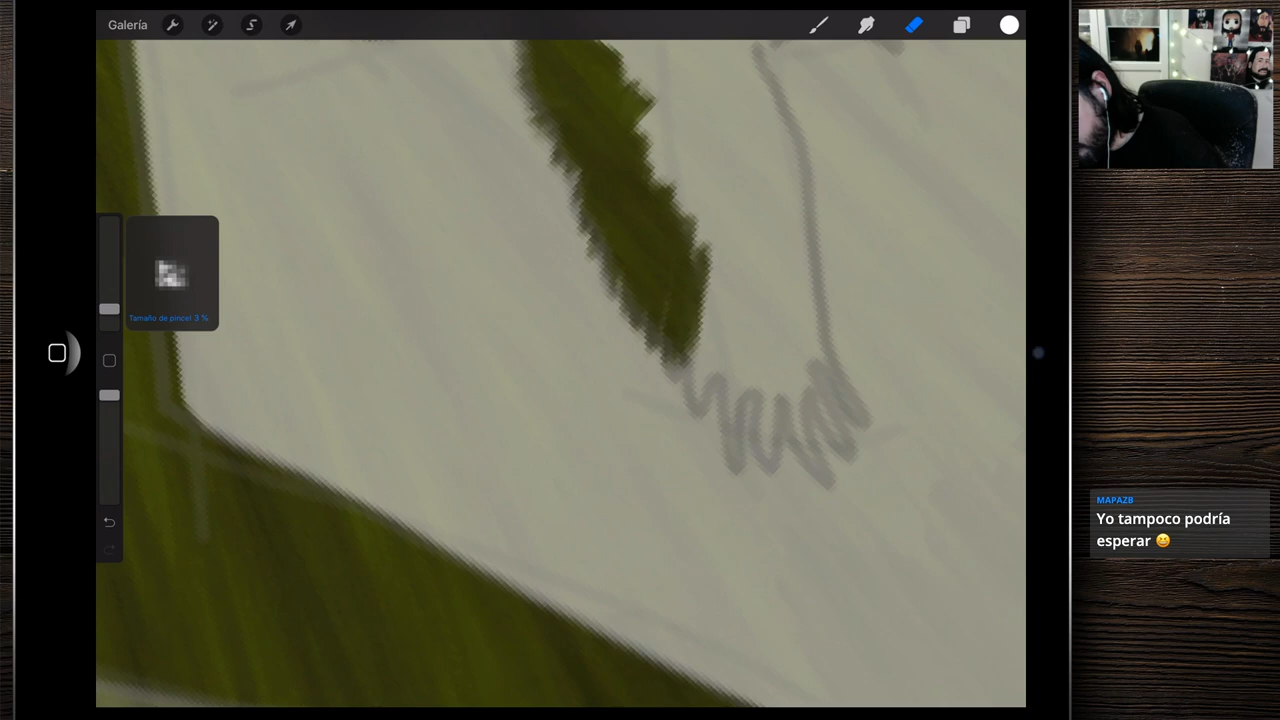 Galería
Tamaño de pincel 3 %
MAPAZB
Yo tampoco podría
esperar 😆